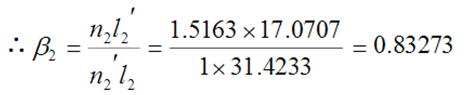 ∴ β₂ = n₂l₂′ / n₂′l₂ = 1.5163×17.0707 / 1×31.4233 = 0.83273